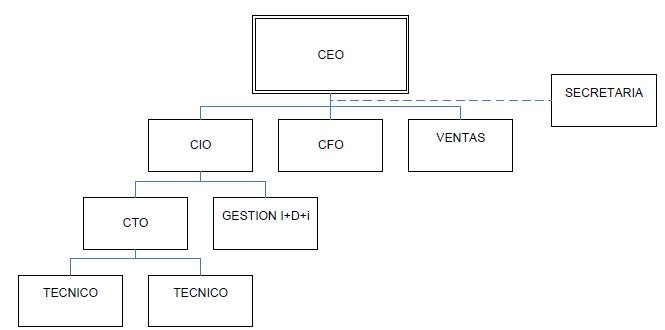 CEO
SECRETARIA
CIO
CFO
VENTAS
CTO
GESTION I+D+i
TECNICO
TECNICO